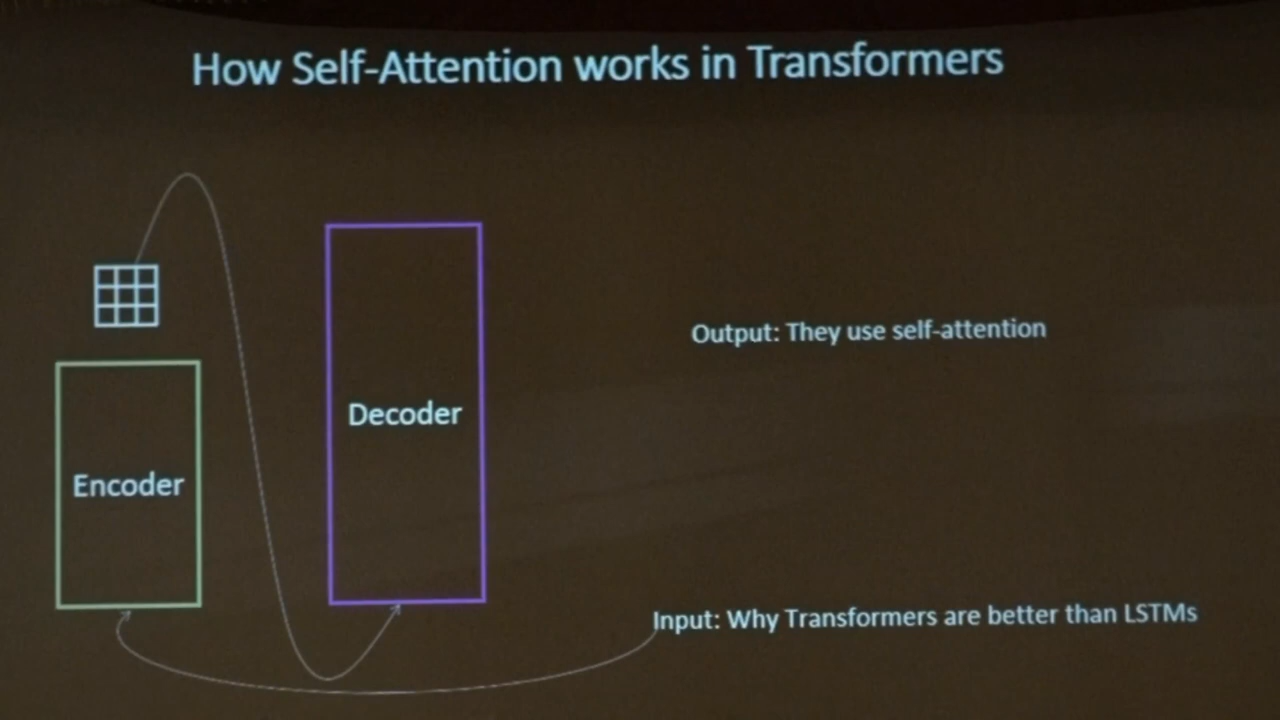 How Self-Attention works in Transformers
Output: They use self-attention
Decoder
Encoder
Input: Why Transformers are better than LSTMs